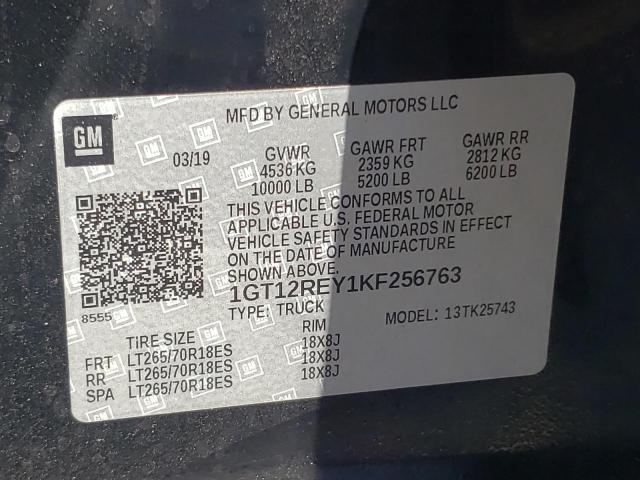 MFD BY GENERAL MOTORS LLC
GM
03/19 GVWR GAWR FRT GAWR RR
4536 KG 2359 KG 2812 KG
10000 LB 5200 LB 6200 LB
THIS VEHICLE CONFORMS TO ALL
APPLICABLE U.S. FEDERAL MOTOR
VEHICLE SAFETY STANDARDS IN EFFECT
ON THE DATE OF MANUFACTURE
SHOWN ABOVE.
1GT12REY1KF256763
8555
TYPE: TRUCK MODEL: 13TK25743
TIRE SIZE RIM
FRT LT265/70R18ES 18X8J
RR LT265/70R18ES 18X8J
SPA LT265/70R18ES 18X8J